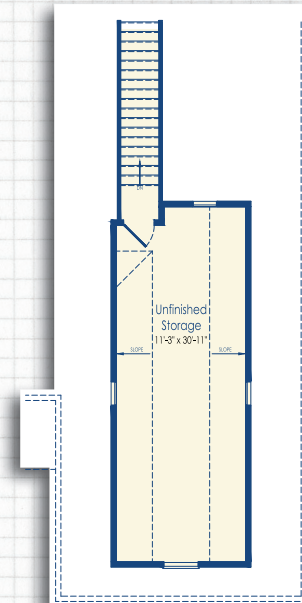 DN
Unfinished
Storage
11'-3" x 30'-11"
SLOPE SLOPE